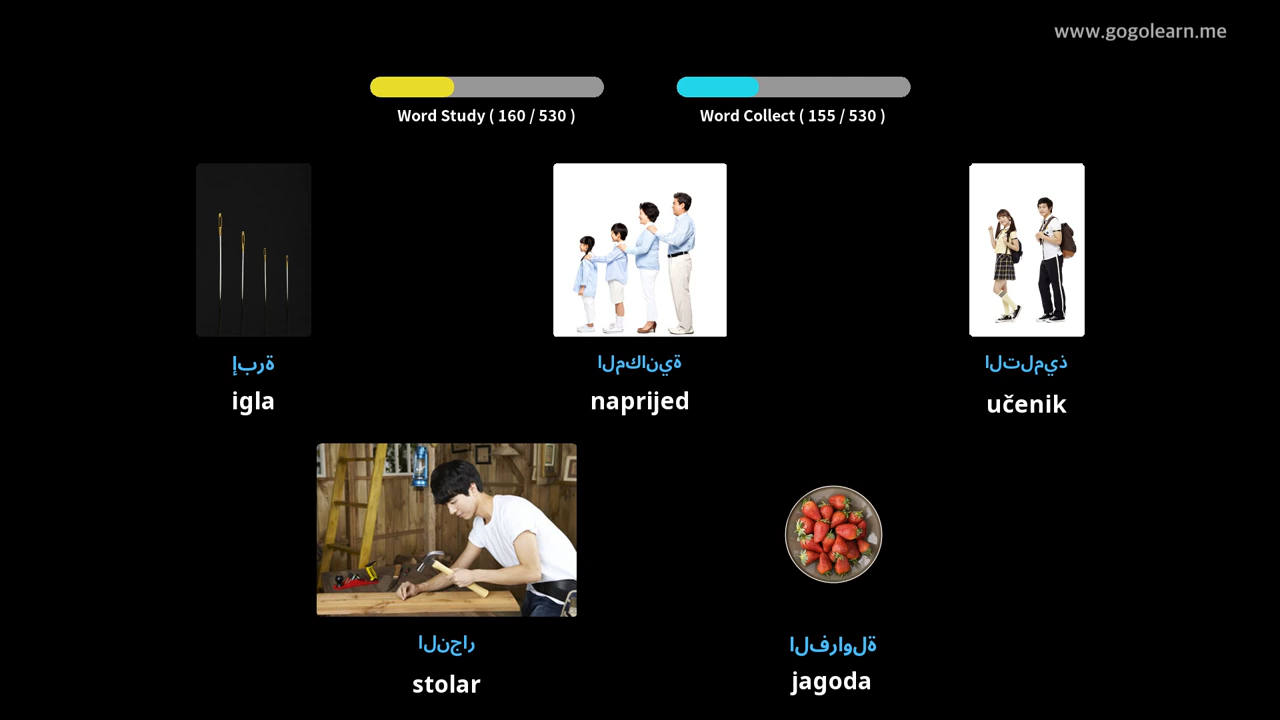 www.gogolearn.me
Word Study ( 160 / 530 )
Word Collect ( 155 / 530 )
إبرة
igla
المكانية
naprijed
التلميذ
učenik
النجار
stolar
الفراولة
jagoda